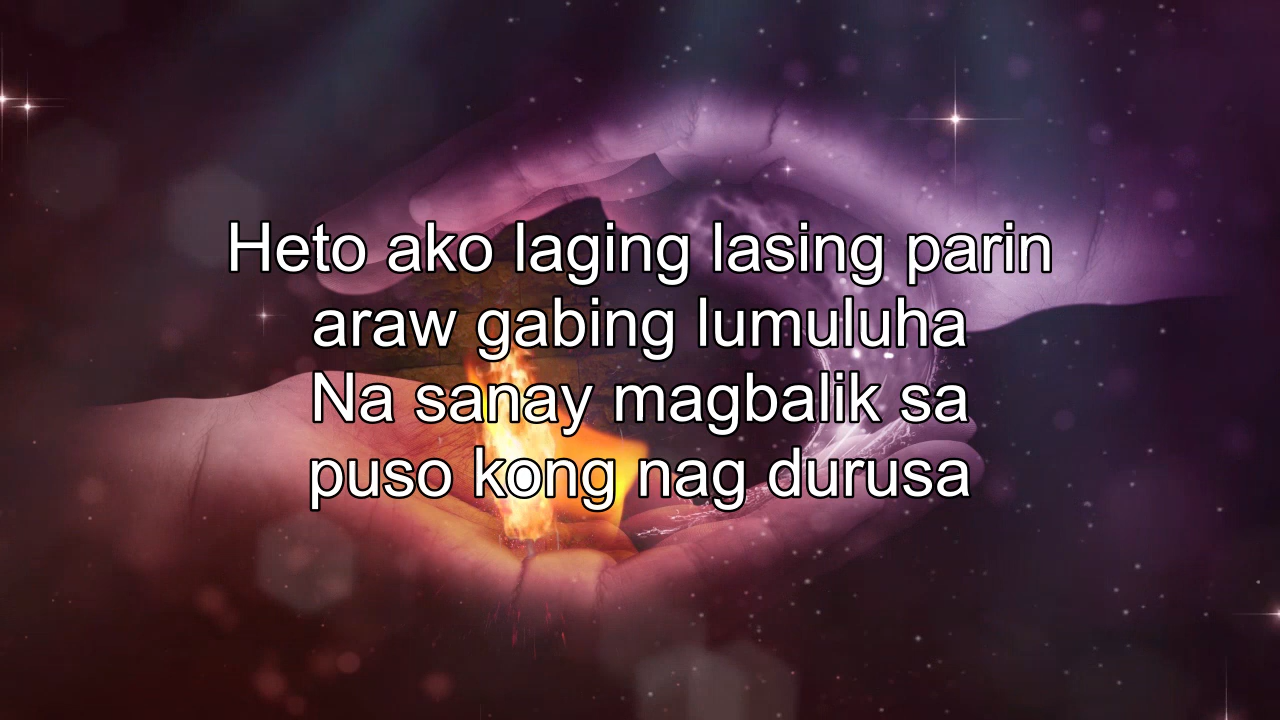 Heto ako laging lasing parin
araw gabing lumuluha
Na sanay magbalik sa
puso kong nag durusa